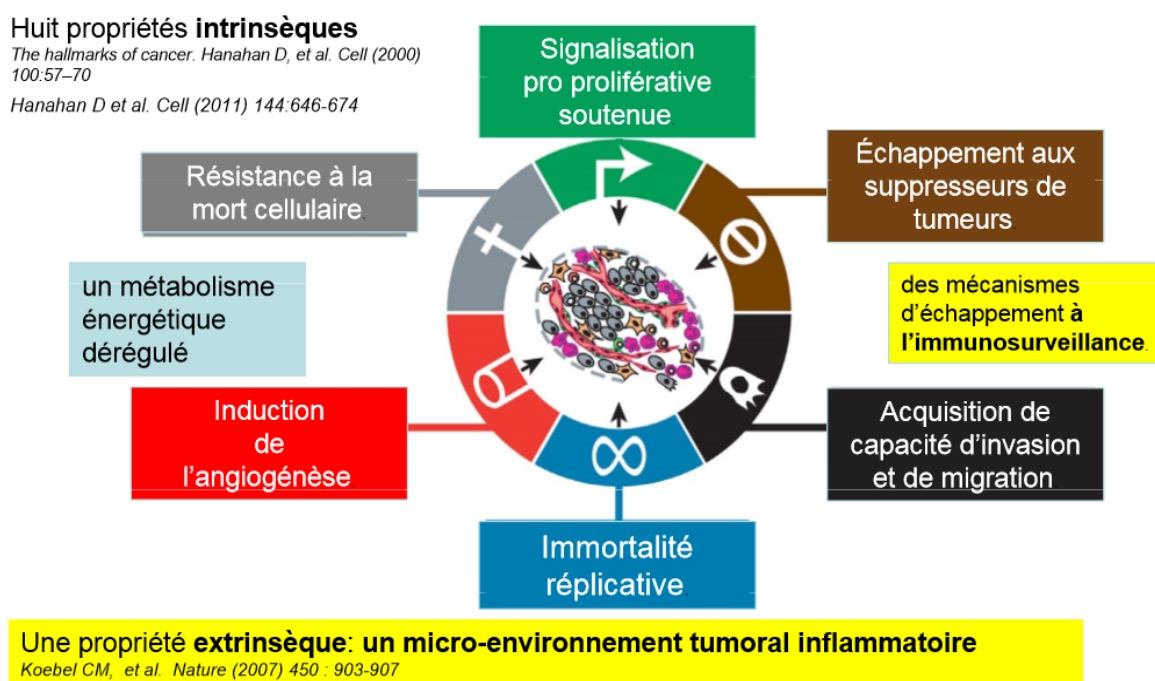 Huit propriétés intrinsèques
The hallmarks of cancer. Hanahan D, et al. Cell (2000)
100:57–70
Hanahan D et al. Cell (2011) 144:646-674
Signalisation
pro proliférative
soutenue.
Résistance à la
mort cellulaire.
Échappement aux
suppresseurs de
tumeurs.
un métabolisme
énergétique
dérégulé
des mécanismes
d'échappement à
l'immunosurveillance.
Induction
de
l'angiogénèse.
Acquisition de
capacité d'invasion
et de migration
Immortalité
réplicative.
Une propriété extrinsèque: un micro-environnement tumoral inflammatoire
Koebel CM, et al. Nature (2007) 450 : 903-907